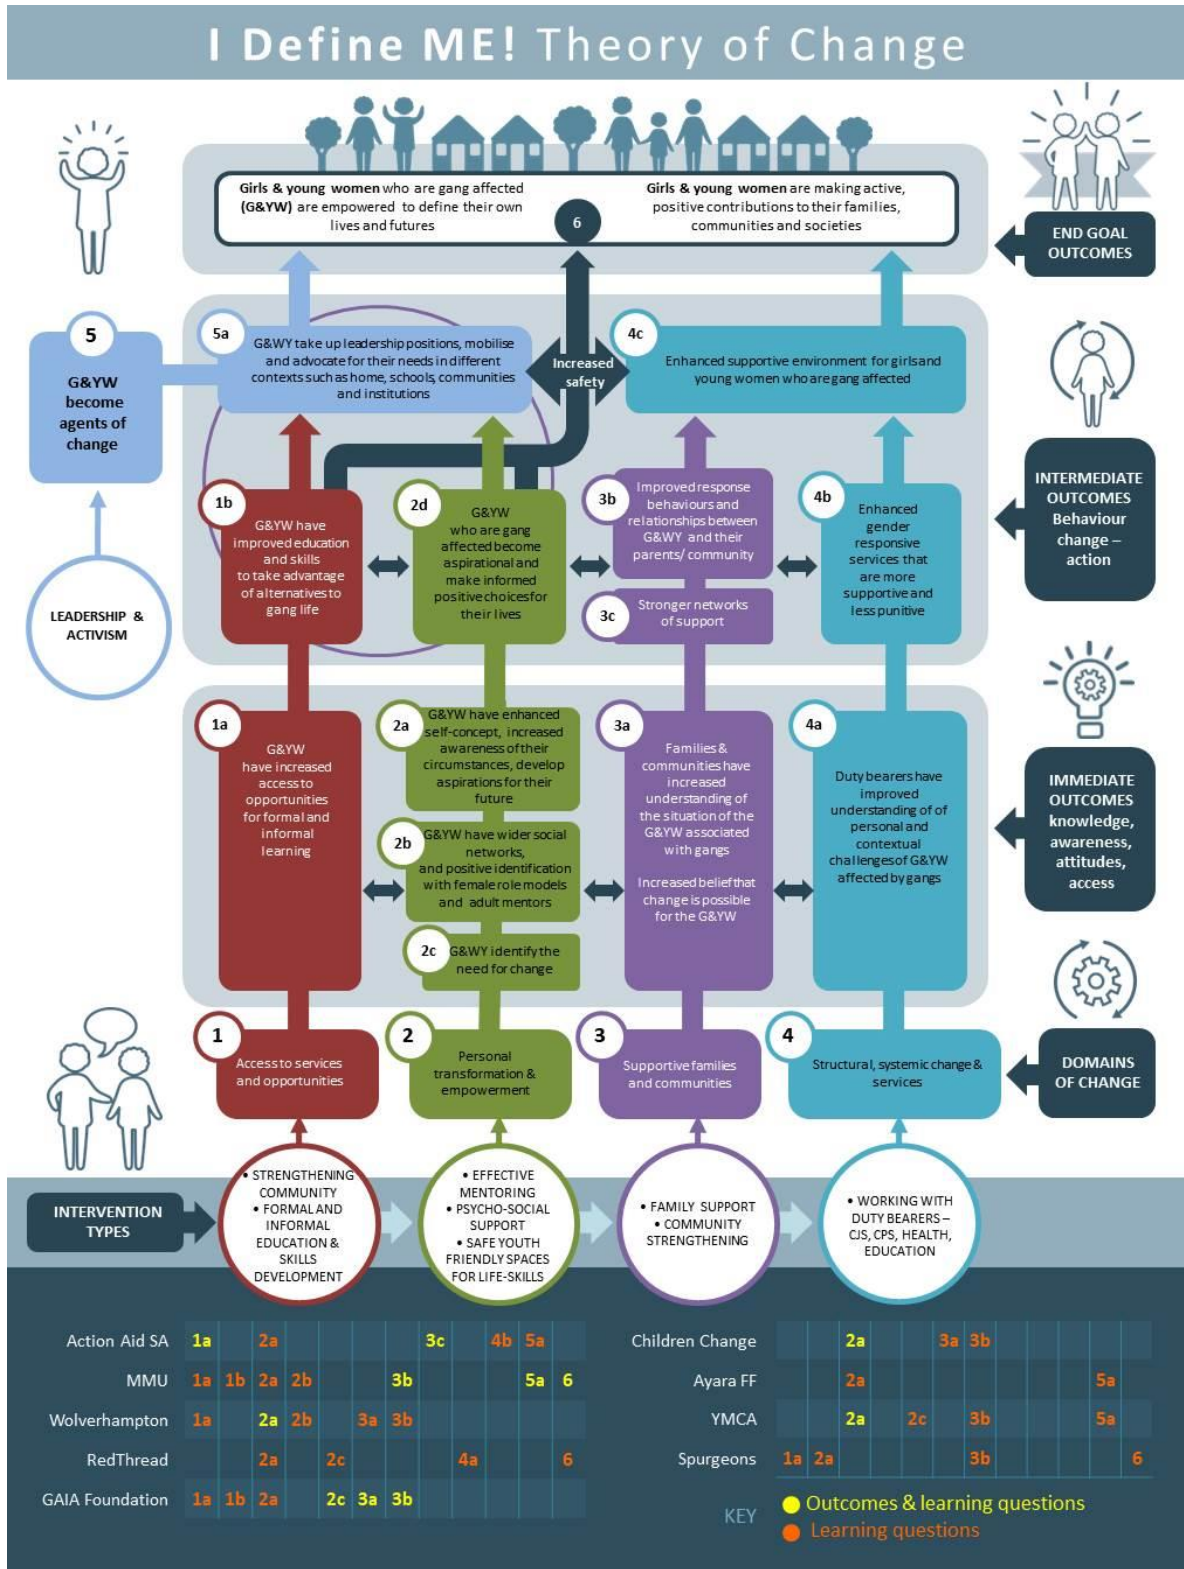 I Define ME! Theory of Change
Girls & young women who are gang affected
(G&YW) are empowered to define their own
lives and futures
Girls & young women are making active,
positive contributions to their families,
communities and societies
6
END GOAL
OUTCOMES
5
G&YW
become
agents of
change
5a
G&WY take up leadership positions, mobilise
and advocate for their needs in different
contexts such as home, schools, communities
and institutions
Increased
safety
4c
Enhanced supportive environment for girls and
young women who are gang affected
LEADERSHIP &
ACTIVISM
1b
G&YW have
improved education
and skills
to take advantage
of alternatives to
gang life
2d
G&YW
who are gang
affected become
aspirational and
make informed
positive choices for
their lives
3b
Improved response
behaviours and
relationships between
G&WY and their
parents/ community
3c
Stronger networks
of support
4b
Enhanced
gender
responsive
services that
are more
supportive and
less punitive
INTERMEDIATE
OUTCOMES
Behaviour
change –
action
1a
G&YW
have increased
access to
opportunities
for formal and
informal
learning
2a
G&YW have enhanced
self-concept, increased
awareness of their
circumstances, develop
aspirations for their
future
2b
G&YW have wider social
networks,
and positive identification
with female role models
and adult mentors
2c
G&WY identify the
need for change
3a
Families &
communities have
increased
understanding of
the situation of the
G&YW associated
with gangs
Increased belief that
change is possible
for the G&YW
4a
Duty bearers have
improved
understanding of of
personal and
contextual
challenges of G&YW
affected by gangs
IMMEDIATE
OUTCOMES
knowledge,
awareness,
attitudes,
access
1
Access to services
and opportunities
2
Personal
transformation &
empowerment
3
Supportive families
and communities
4
Structural, systemic change &
services
DOMAINS
OF CHANGE
INTERVENTION
TYPES
• STRENGTHENING
COMMUNITY
• FORMAL AND
INFORMAL
EDUCATION &
SKILLS
DEVELOPMENT
• EFFECTIVE
MENTORING
• PSYCHO-SOCIAL
SUPPORT
• SAFE YOUTH
FRIENDLY SPACES
FOR LIFE-SKILLS
• FAMILY SUPPORT
• COMMUNITY
STRENGTHENING
• WORKING WITH
DUTY BEARERS –
CJS, CPS, HEALTH,
EDUCATION
Action Aid SA 1a 2a 3c 4b 5a
MMU 1a 1b 2a 2b 3b 5a 6
Wolverhampton 1a 2a 2b 3a 3b
RedThread 2a 2c 4a 6
GAIA Foundation 1a 1b 2a 2c 3a 3b
Children Change 2a 3a 3b
Ayara FF 2a 5a
YMCA 2a 2c 3b 5a
Spurgeons 1a 2a 3b 6
KEY
Outcomes & learning questions
Learning questions